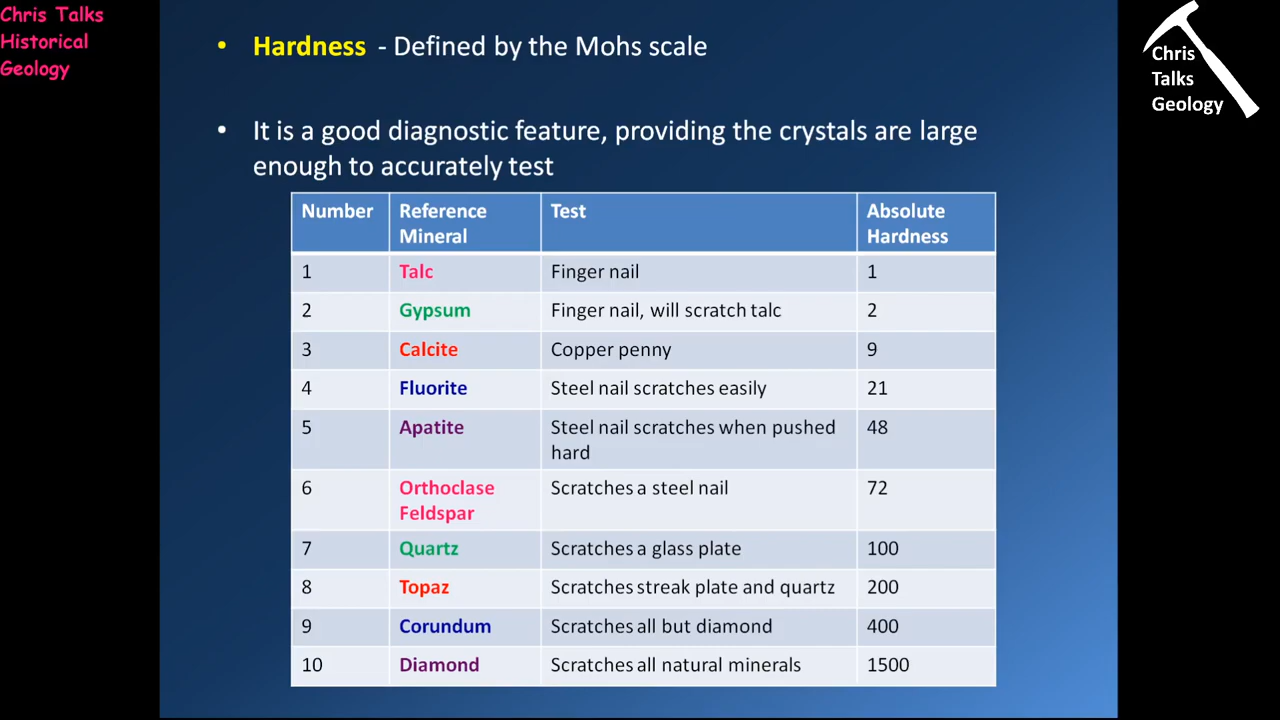 Chris Talks
Historical
Geology
• Hardness - Defined by the Mohs scale
• It is a good diagnostic feature, providing the crystals are large
enough to accurately test
Chris
Talks
Geology
Number Reference Mineral Test Absolute Hardness
1 Talc Finger nail 1
2 Gypsum Finger nail, will scratch talc 2
3 Calcite Copper penny 9
4 Fluorite Steel nail scratches easily 21
5 Apatite Steel nail scratches when pushed hard 48
6 Orthoclase Feldspar Scratches a steel nail 72
7 Quartz Scratches a glass plate 100
8 Topaz Scratches streak plate and quartz 200
9 Corundum Scratches all but diamond 400
10 Diamond Scratches all natural minerals 1500